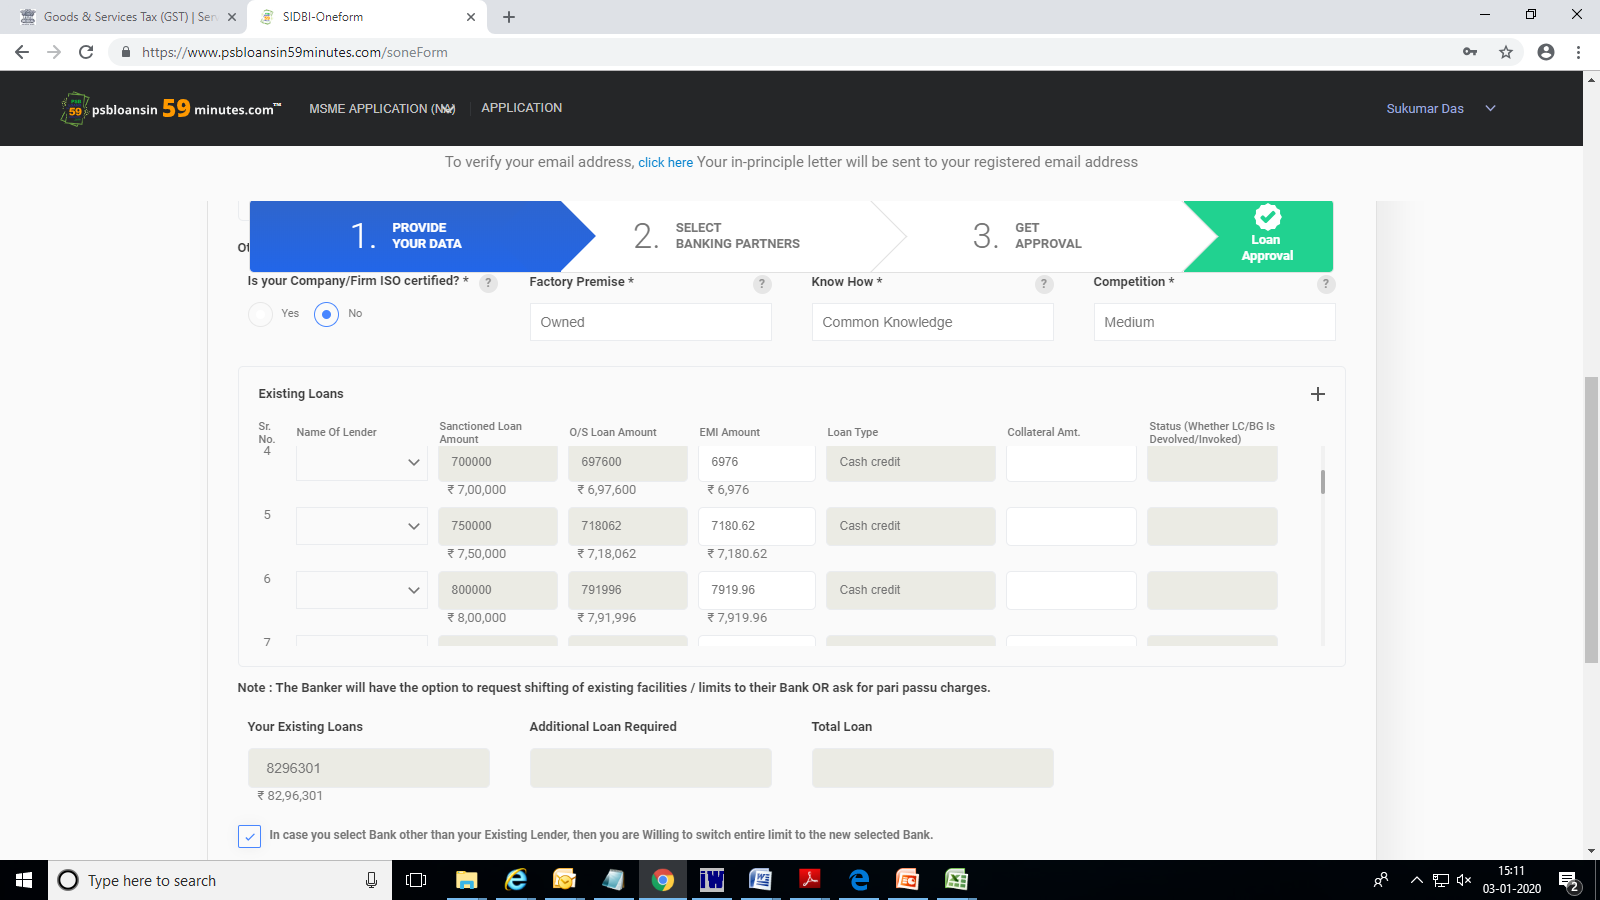 Goods & Services Tax (GST) | Ser
SIDBI-Oneform
https://www.psbloansin59minutes.com/soneForm
psbloansin 59 minutes.com™
MSME APPLICATION
APPLICATION
Sukumar Das
To verify your email address, click here Your in-principle letter will be sent to your registered email address
1. PROVIDE
YOUR DATA
2. SELECT
BANKING PARTNERS
3. GET
APPROVAL
Loan
Approval
Is your Company/Firm ISO certified? * ?
Factory Premise * ?
Know How * ?
Competition * ?
Yes No
Owned
Common Knowledge
Medium
Existing Loans
Sr. No.
Name Of Lender
Sanctioned Loan Amount
O/S Loan Amount
EMI Amount
Loan Type
Collateral Amt.
Status (Whether LC/BG Is Devolved/Invoked)
4 700000 697600 6976 Cash credit
₹ 7,00,000 ₹ 6,97,600 ₹ 6,976
5 750000 718062 7180.62 Cash credit
₹ 7,50,000 ₹ 7,18,062 ₹ 7,180.62
6 800000 791996 7919.96 Cash credit
₹ 8,00,000 ₹ 7,91,996 ₹ 7,919.96
7
Note : The Banker will have the option to request shifting of existing facilities / limits to their Bank OR ask for pari passu charges.
Your Existing Loans
Additional Loan Required
Total Loan
8296301
₹ 82,96,301
In case you select Bank other than your Existing Lender, then you are Willing to switch entire limit to the new selected Bank.
Type here to search
15:11
03-01-2020
2